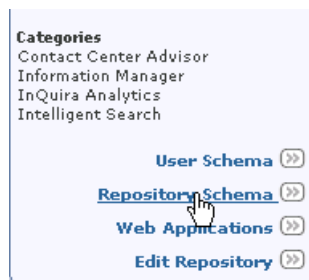 Categories
Contact Center Advisor
Information Manager
InQuira Analytics
Intelligent Search
User Schema
Repository Schema
Web Applications
Edit Repository